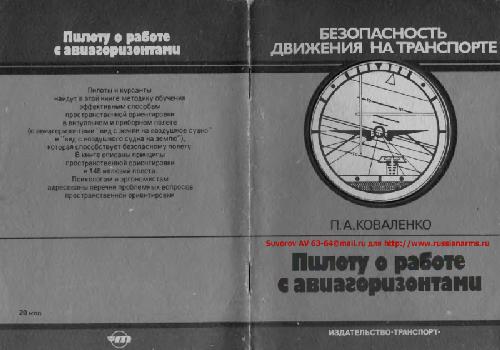 Пилоту о работе
с авиагоризонтами
Пилоты и курсанты
найдут в этой книге методику обучения
эффективным способам
пространственной ориентировки
в визуальном и приборном полете
(с авиагоризонтами "вид с земли на воздушное судно"
и "вид с воздушного судна на землю"),
которая способствует безопасному полету.
В книге описаны принципы
пространственной ориентировки
и 148 иллюзий полета.
Психологам и эргономистам
адресованы перечни проблемных вопросов
пространственной ориентировки
20 коп.
БЕЗОПАСНОСТЬ
ДВИЖЕНИЯ НА ТРАНСПОРТЕ
П.А.КОВАЛЕНКО
Suvorov AV 63-64@mail.ru для http://www.russianarms.ru
Пилоту о работе
с авиагоризонтами
ИЗДАТЕЛЬСТВО·ТРАНСПОРТ·